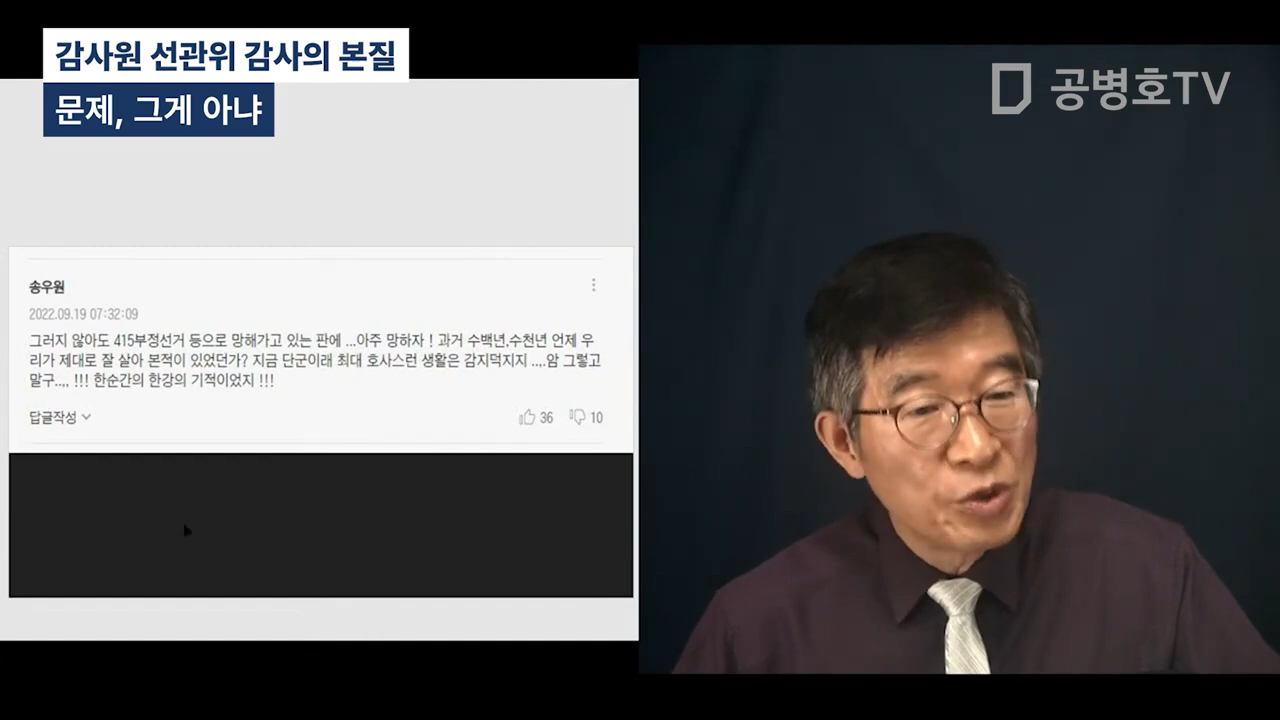 감사원 선관위 감사의 본질
문제, 그게 아냐
공병호TV
송우원
2022.09.19 07:32:09
그러지 않아도 415부정선거 등으로 망해가고 있는 판에 ...아주 망하자 ! 과거 수백년,수천년 언제 우
리가 제대로 잘 살아 본적이 있었던가? 지금 단군이래 최대 호사스런 생활은 감지덕지지 ....암 그렇고
말구.... !!! 한순간의 한강의 기적이었지 !!!
답글작성
36
10